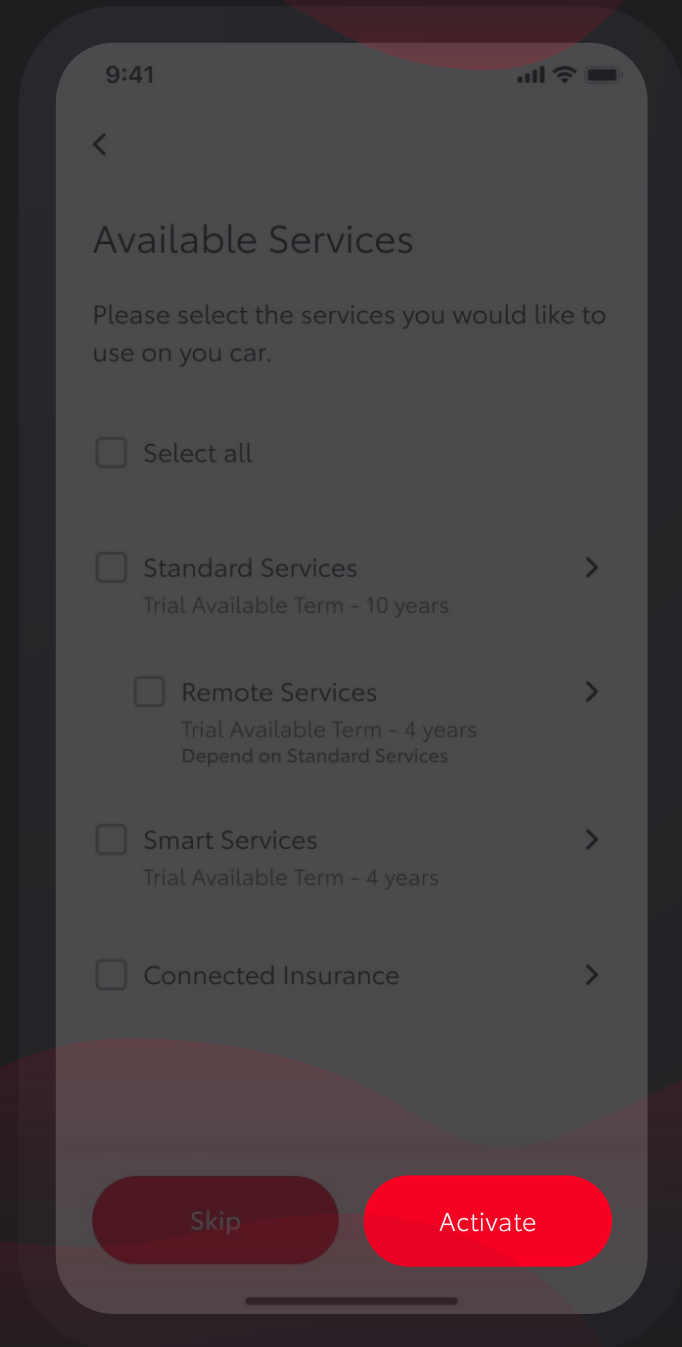 9:41
Available Services
Please select the services you would like to
use on you car.
Select all
Standard Services
Trial Available Term - 10 years
Remote Services
Trial Available Term - 4 years
Depend on Standard Services
Smart Services
Trial Available Term - 4 years
Connected Insurance
Skip
Activate